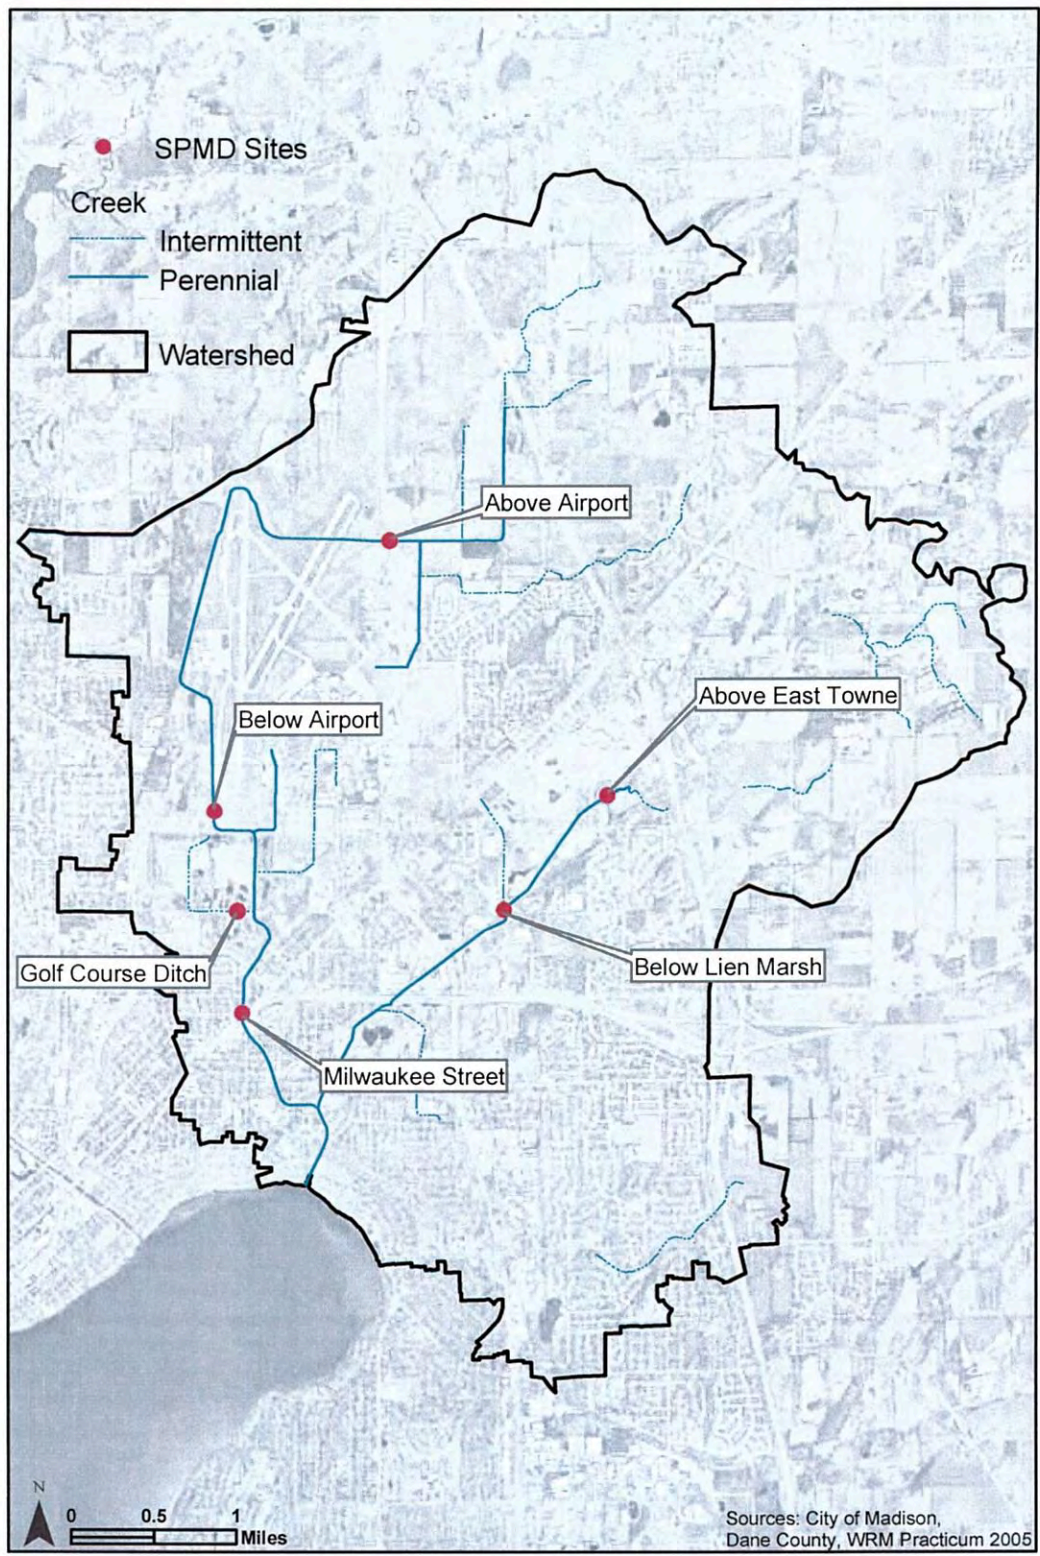 SPMD Sites
Creek
Intermittent
Perennial
Watershed
Above Airport
Above East Towne
Below Airport
Below Lien Marsh
Golf Course Ditch
Milwaukee Street
N
0 0.5 1
Miles
Sources: City of Madison,
Dane County, WRM Practicum 2005